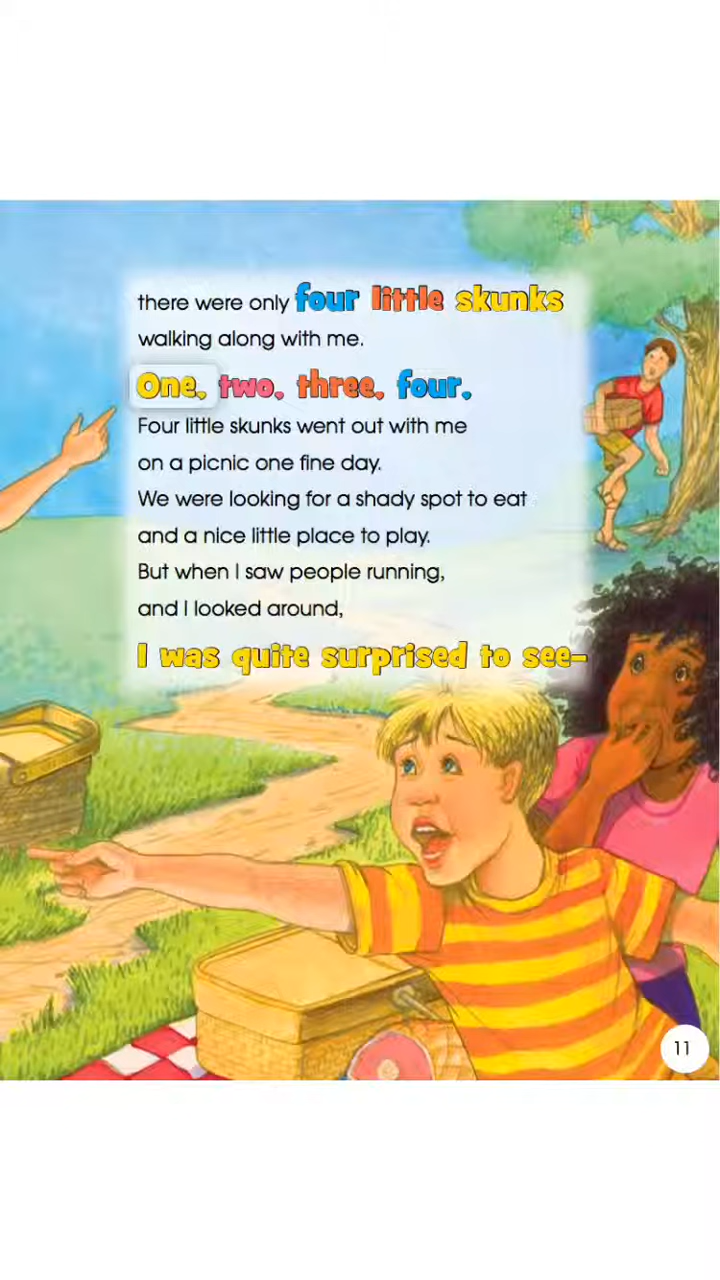 there were only four little skunks
walking along with me.
One, two, three, four.
Four little skunks went out with me
on a picnic one fine day.
We were looking for a shady spot to eat
and a nice little place to play.
But when I saw people running,
and I looked around,
I was quite surprised to see–
11